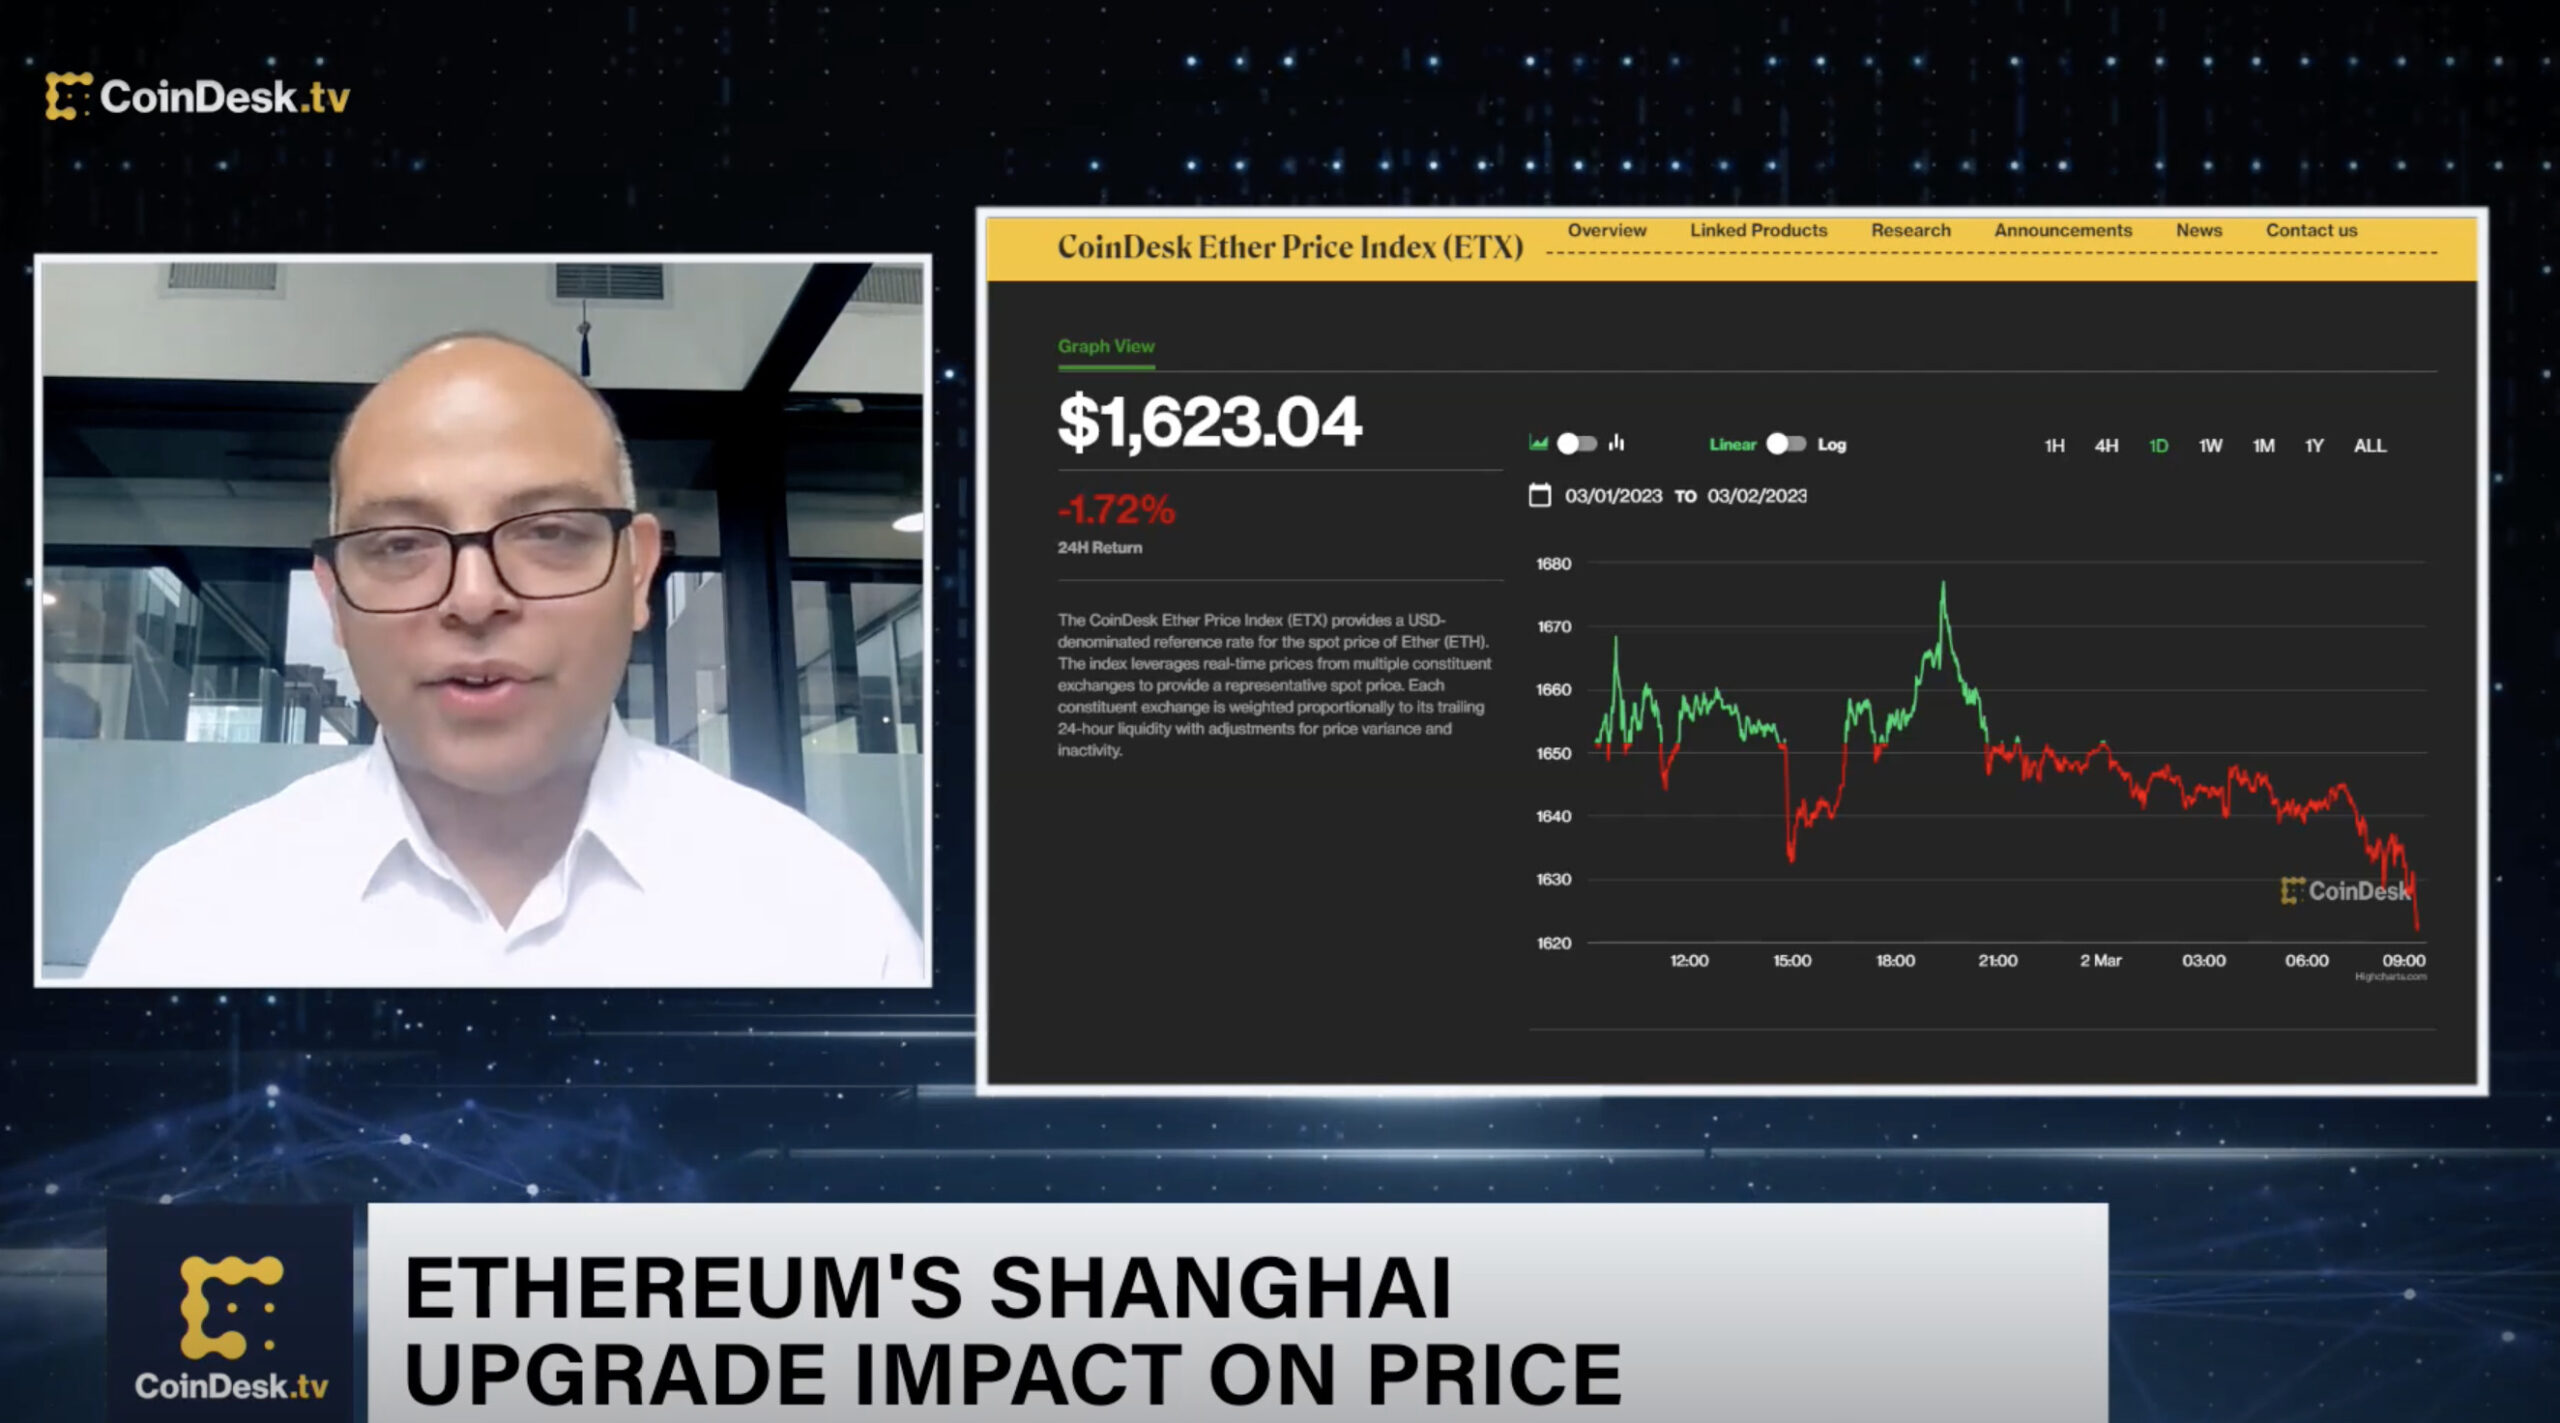 CoinDesk.tv
CoinDesk Ether Price Index (ETX)
Overview Linked Products Research Announcements News Contact us
Graph View
$1,623.04
-1.72%
24H Return
The CoinDesk Ether Price Index (ETX) provides a USD-
denominated reference rate for the spot price of Ether (ETH).
The index leverages real-time prices from multiple constituent
exchanges to provide a representative spot price. Each
constituent exchange is weighted proportionally to its trailing
24-hour liquidity with adjustments for price variance and
inactivity.
Linear Log
1H 4H 1D 1W 1M 1Y ALL
03/01/2023 TO 03/02/2023
1680
1670
1660
1650
1640
1630
1620
CoinDesk
12:00 15:00 18:00 21:00 2 Mar 03:00 06:00 09:00
Highcharts.com
ETHEREUM'S SHANGHAI
UPGRADE IMPACT ON PRICE
CoinDesk.tv